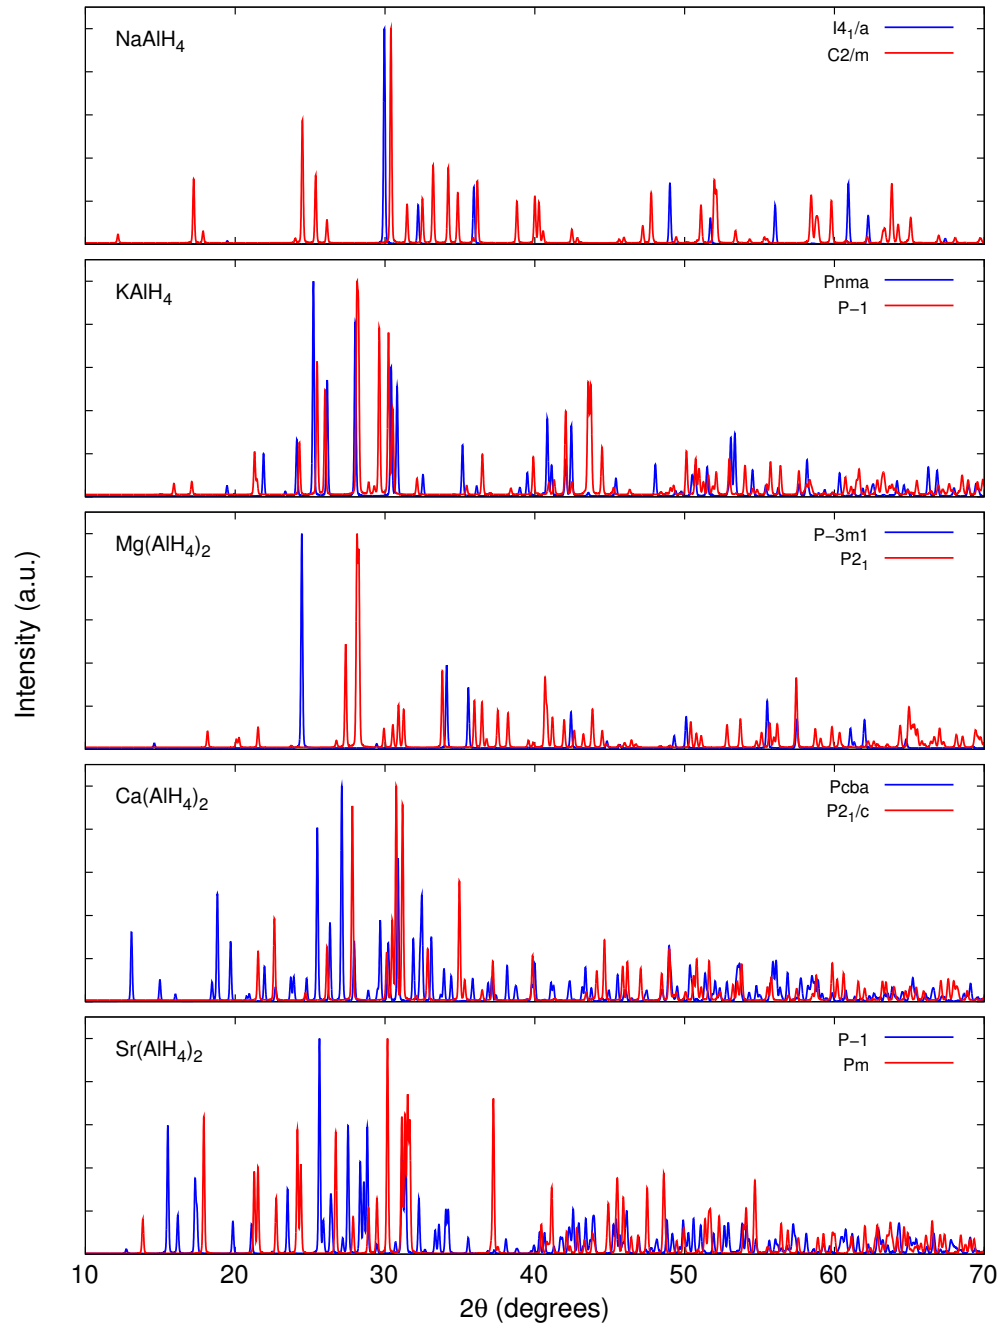 NaAlH₄
I4₁/a
C2/m
KAlH₄
Pnma
P−1
Mg(AlH₄)₂
P−3m1
P2₁
Intensity (a.u.)
Ca(AlH₄)₂
Pcba
P2₁/c
Sr(AlH₄)₂
P−1
Pm
10 20 30 40 50 60 70
2θ (degrees)